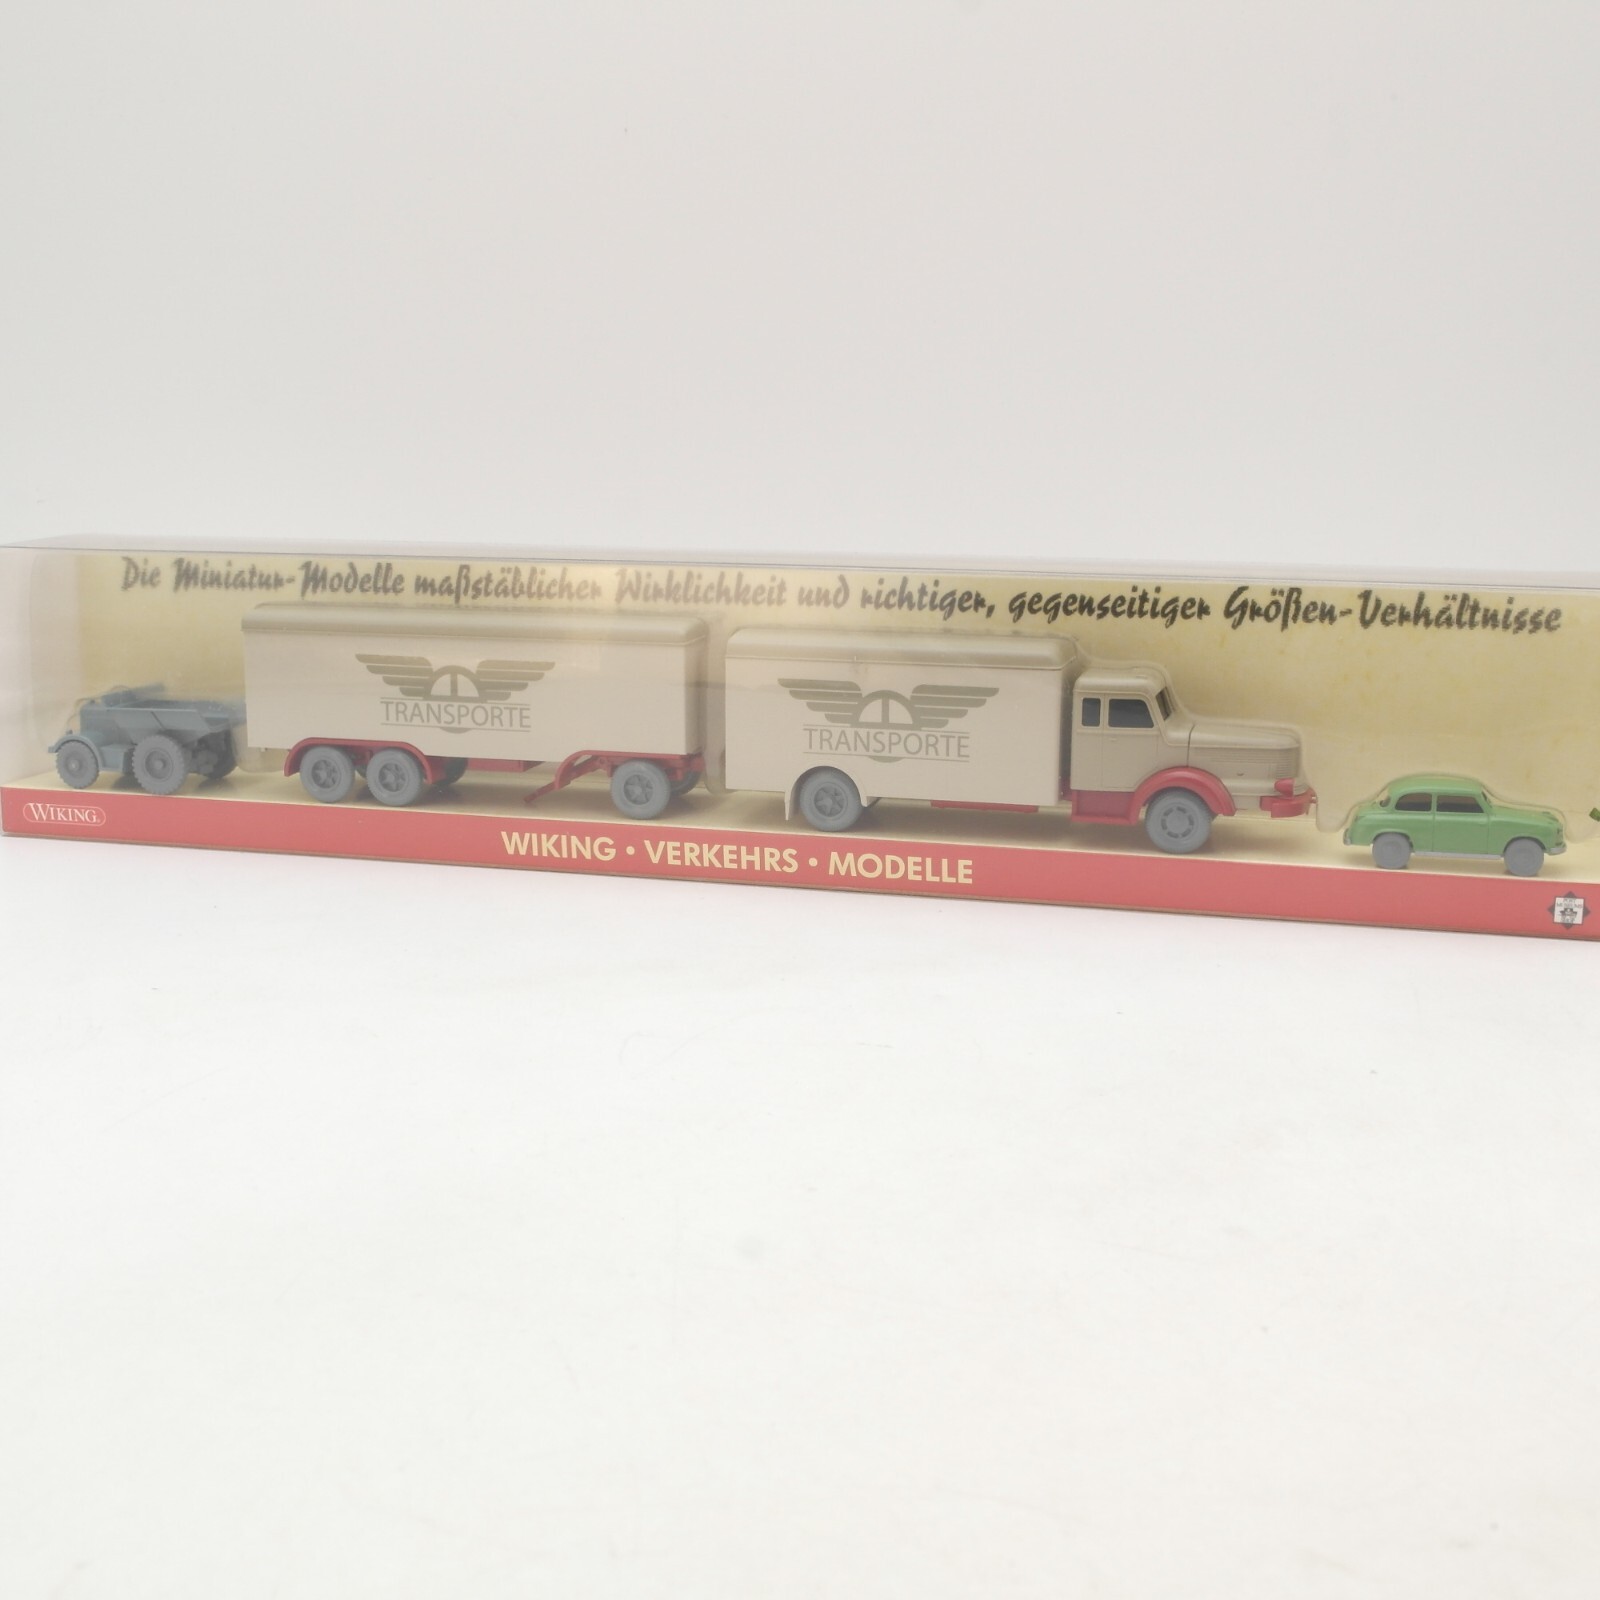 Die Miniatur-Modelle maßstäblicher Wirklichkeit und richtiger, gegenseitiger Größen-Verhältnisse
TRANSPORTE
TRANSPORTE
WIKING
WIKING • VERKEHRS • MODELLE